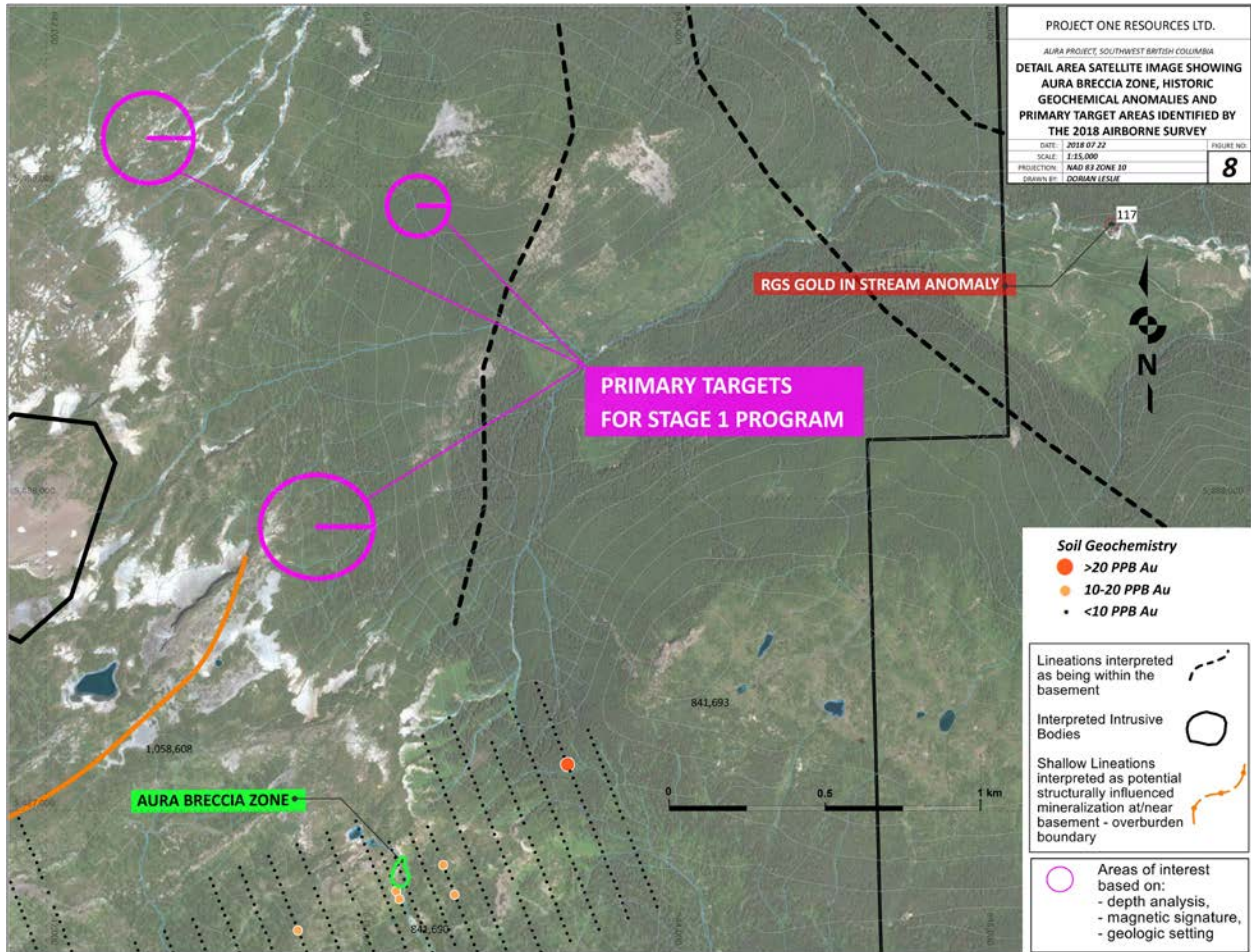 PROJECT ONE RESOURCES LTD.
AURA PROJECT, SOUTHWEST BRITISH COLUMBIA
DETAIL AREA SATELLITE IMAGE SHOWING
AURA BRECCIA ZONE, HISTORIC
GEOCHEMICAL ANOMALIES AND
PRIMARY TARGET AREAS IDENTIFIED BY
THE 2018 AIRBORNE SURVEY
DATE: 2018 07 22
SCALE: 1:15,000
PROJECTION: NAD 83 ZONE 10
DRAWN BY: DORIAN LESLIE
FIGURE NO:
8
117
RGS GOLD IN STREAM ANOMALY
N
PRIMARY TARGETS
FOR STAGE 1 PROGRAM
Soil Geochemistry
>20 PPB Au
10-20 PPB Au
<10 PPB Au
841,693
1,058,608
AURA BRECCIA ZONE
0 0.5 1 km
841,690
Lineations interpreted
as being within the
basement
Interpreted Intrusive
Bodies
Shallow Lineations
interpreted as potential
structurally influenced
mineralization at/near
basement - overburden
boundary
Areas of interest
based on:
- depth analysis,
- magnetic signature,
- geologic setting